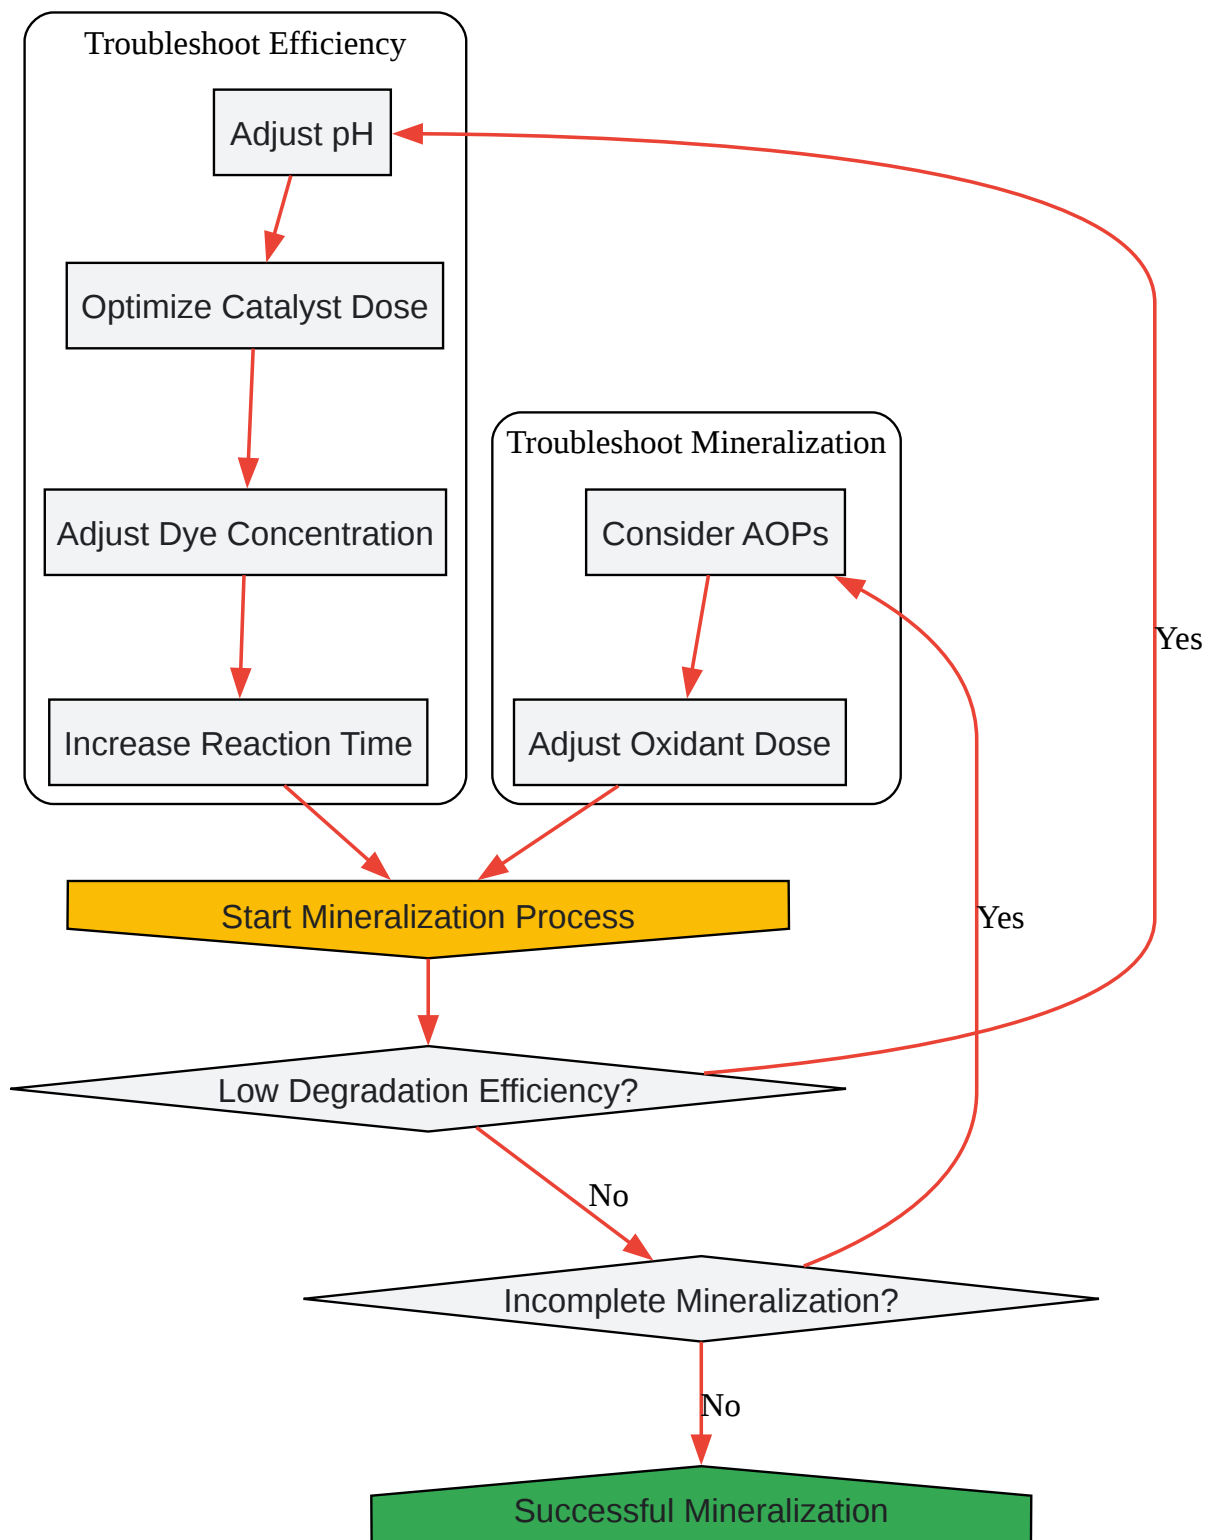 Troubleshoot Efficiency
Adjust pH
Optimize Catalyst Dose
Troubleshoot Mineralization
Adjust Dye Concentration
Consider AOPs
Yes
Increase Reaction Time
Adjust Oxidant Dose
Start Mineralization Process
Yes
Low Degradation Efficiency?
No
Incomplete Mineralization?
No
Successful Mineralization